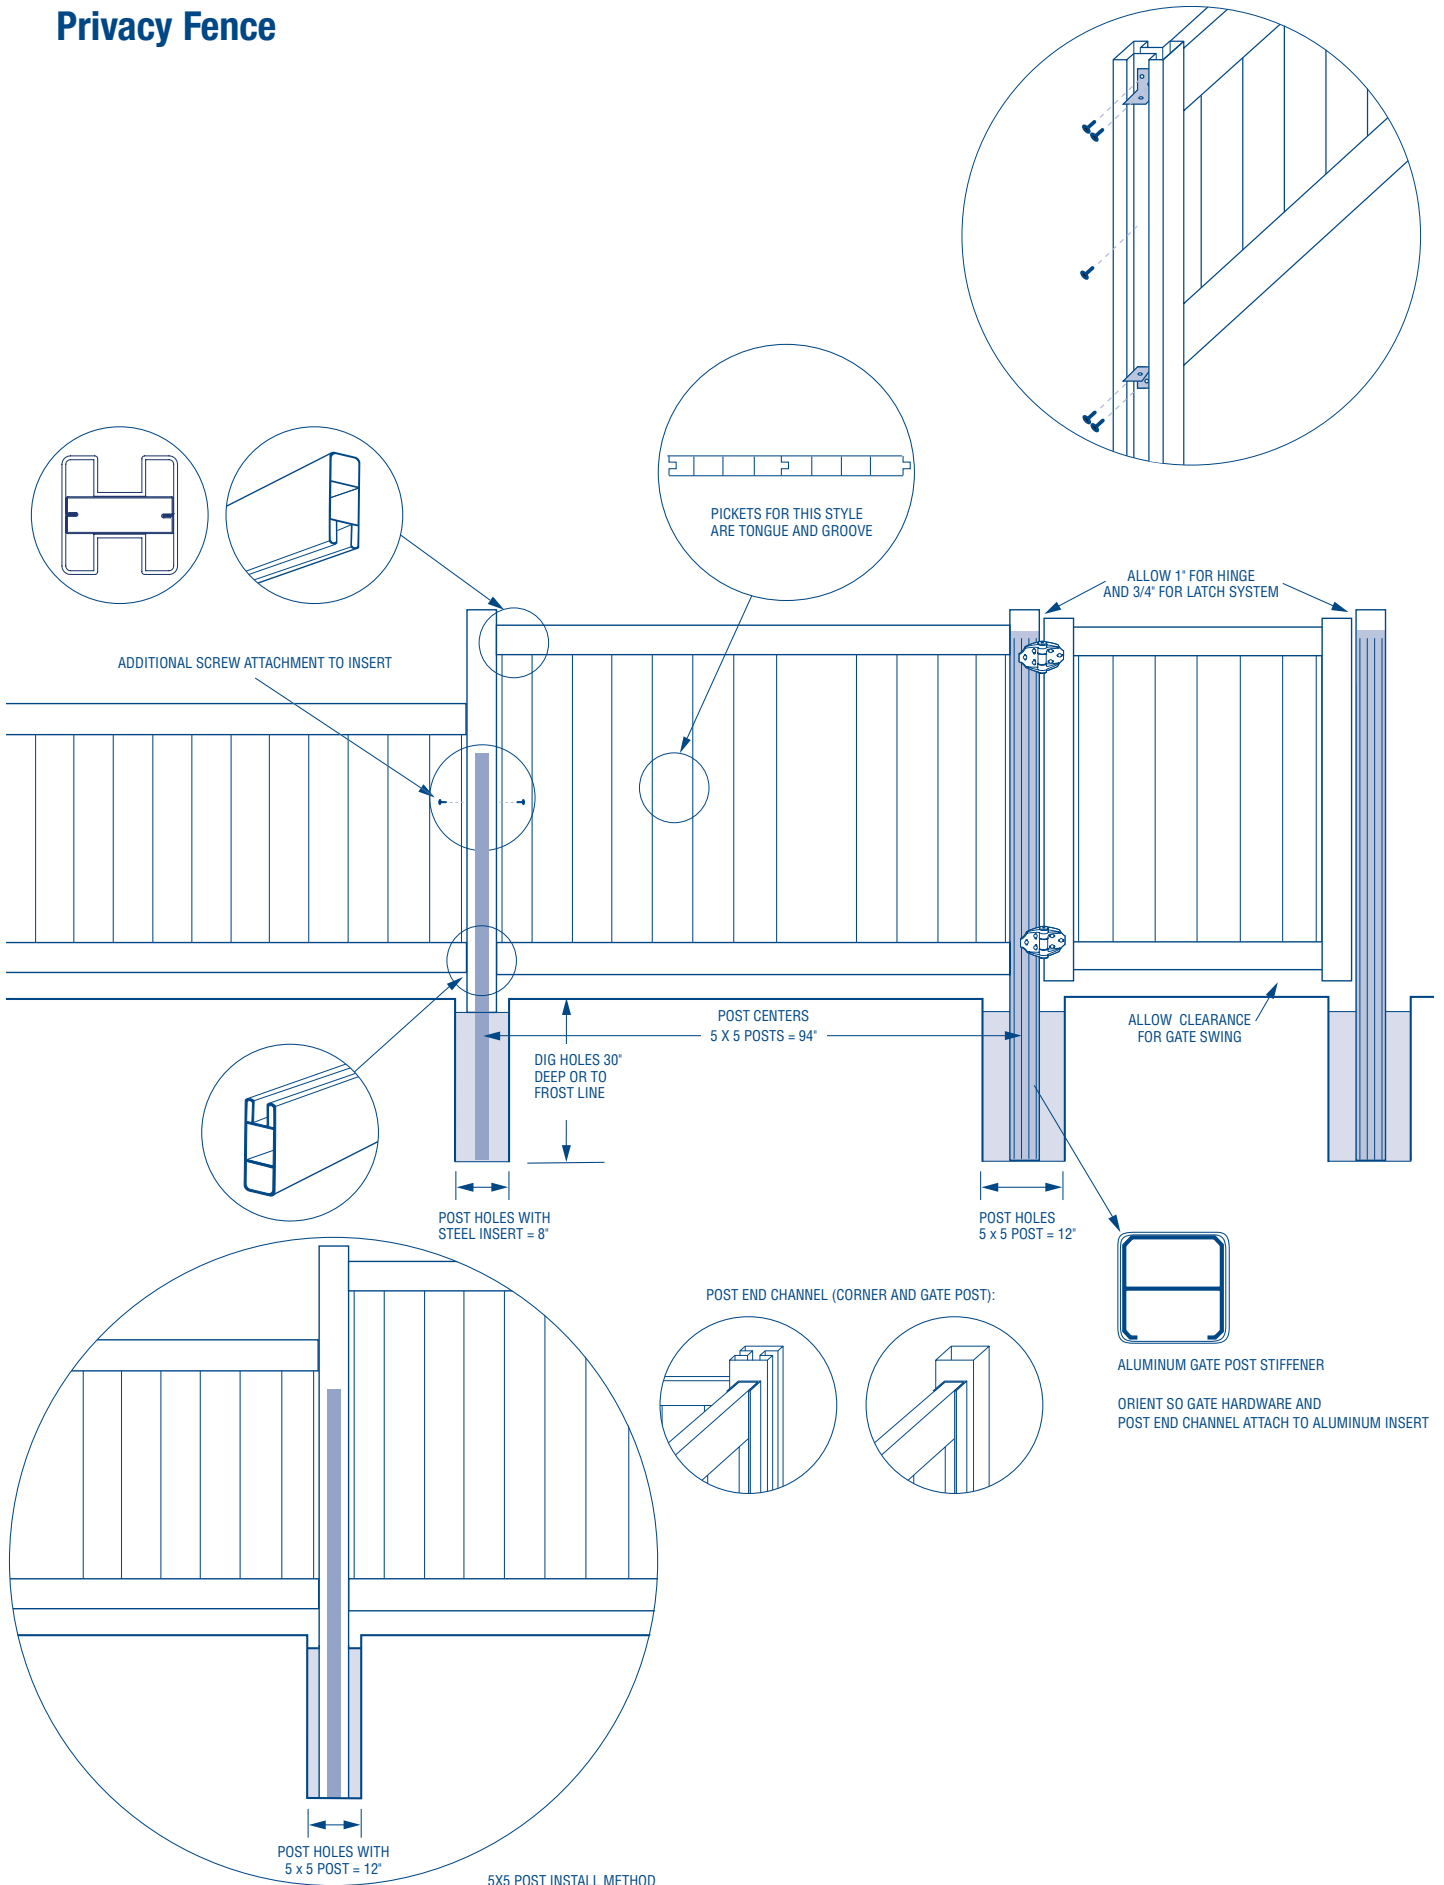 Privacy Fence
PICKETS FOR THIS STYLE
ARE TONGUE AND GROOVE
ALLOW 1" FOR HINGE
AND 3/4" FOR LATCH SYSTEM
ADDITIONAL SCREW ATTACHMENT TO INSERT
POST CENTERS
5 X 5 POSTS = 94"
ALLOW CLEARANCE
FOR GATE SWING
DIG HOLES 30"
DEEP OR TO
FROST LINE
POST HOLES WITH
STEEL INSERT = 8"
POST HOLES
5 x 5 POST = 12"
POST END CHANNEL (CORNER AND GATE POST):
ALUMINUM GATE POST STIFFENER
ORIENT SO GATE HARDWARE AND
POST END CHANNEL ATTACH TO ALUMINUM INSERT
POST HOLES WITH
5 x 5 POST = 12"
5X5 POST INSTALL METHOD